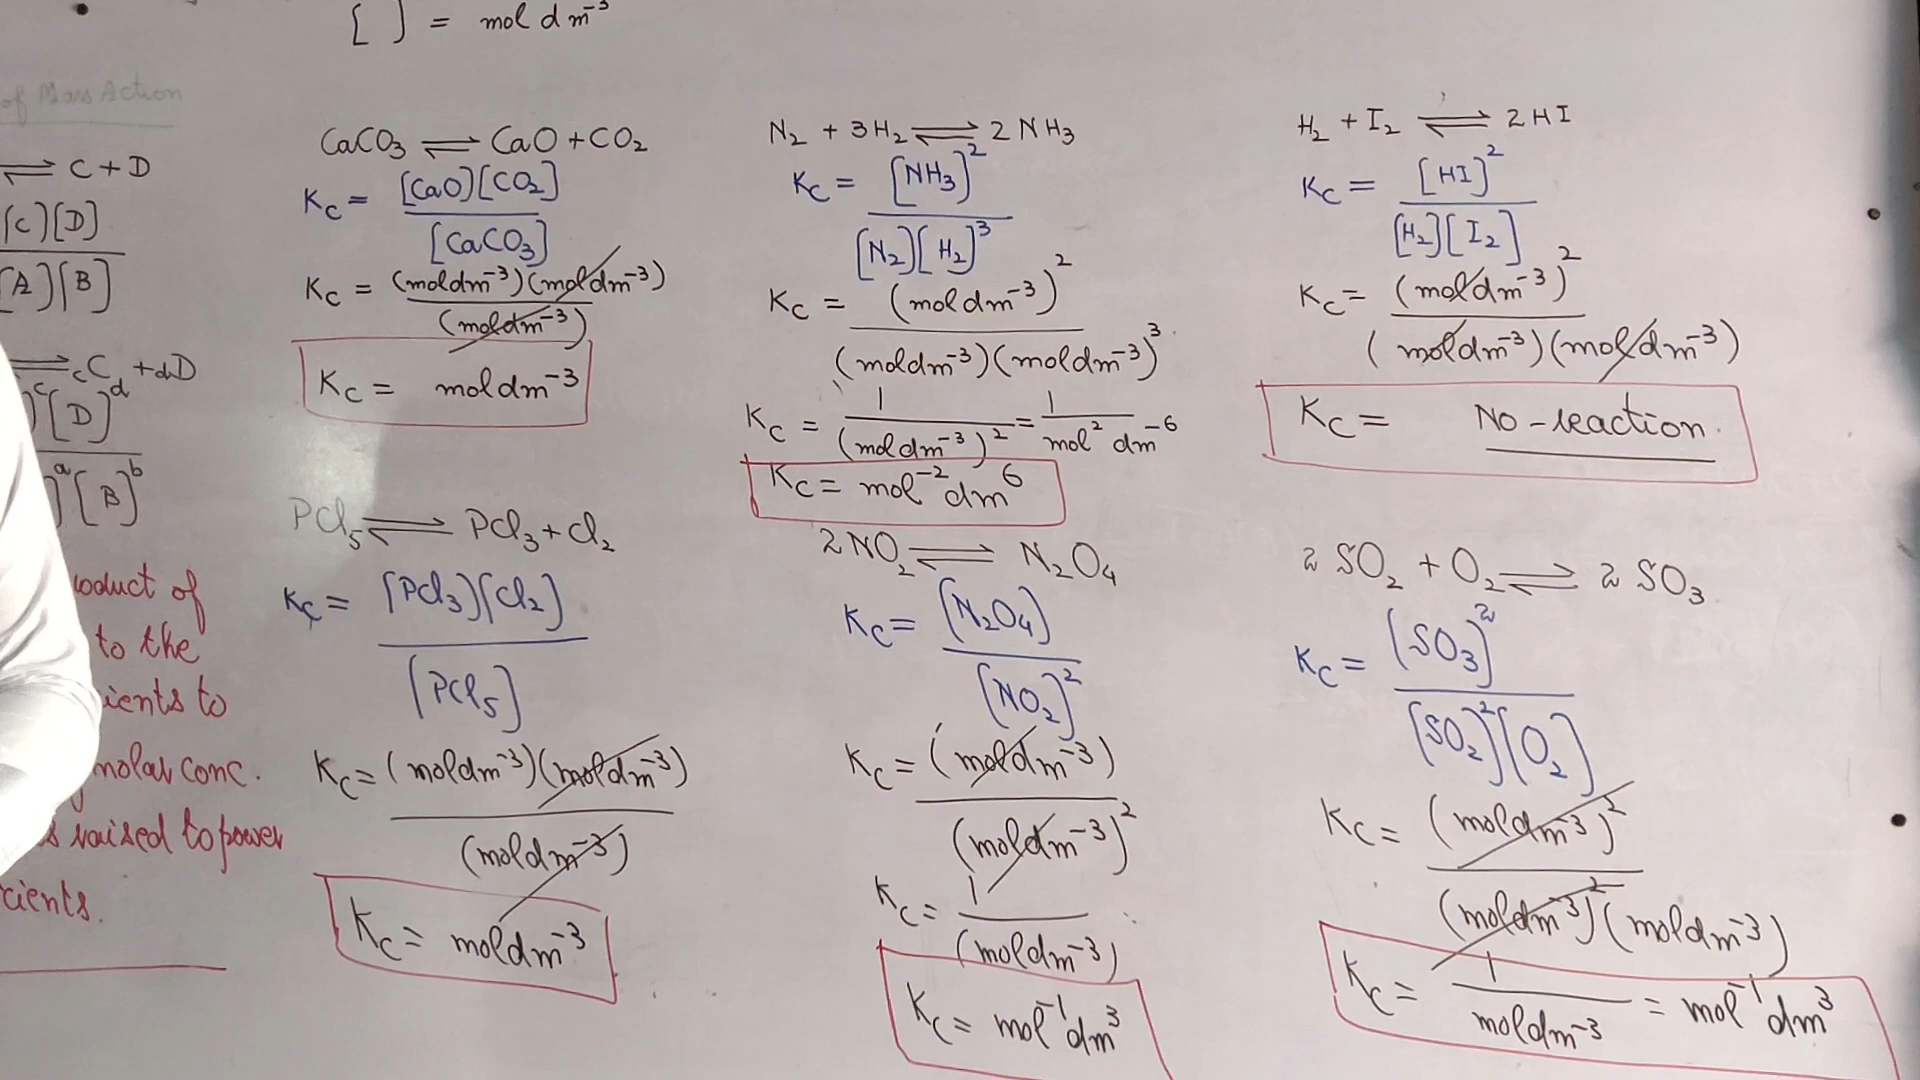 [ ] = mol dm⁻³
of Mass Action
⇌ C + D
[C][D]
[A][B]
⇌ cC + dD
]ᶜ[D]ᵈ
]ᵃ[B]ᵇ
to the
molar conc.
raised to power
CaCO₃ ⇌ CaO + CO₂
Kc = [CaO][CO₂]
[CaCO₃]
Kc = (moldm⁻³)(moldm⁻³)
(moldm⁻³)
Kc = moldm⁻³
PCl₅ ⇌ PCl₃ + Cl₂
Kc = [PCl₃][Cl₂]
[PCl₅]
Kc = (moldm⁻³)(moldm⁻³)
(moldm⁻³)
Kc = moldm⁻³
N₂ + 3H₂ ⇌ 2NH₃
Kc = [NH₃]²
[N₂][H₂]³
Kc = (moldm⁻³)²
(moldm⁻³)(moldm⁻³)³
Kc = 1 = 1
(moldm⁻³)² mol² dm⁻⁶
Kc = mol⁻² dm⁶
2NO₂ ⇌ N₂O₄
Kc = [N₂O₄]
[NO₂]²
Kc = (moldm⁻³)
(moldm⁻³)²
Kc = 1
(moldm⁻³)
Kc = mol⁻¹ dm³
H₂ + I₂ ⇌ 2HI
Kc = [HI]²
[H₂][I₂]
Kc = (moldm⁻³)²
(moldm⁻³)(moldm⁻³)
Kc = No-reaction.
2SO₂ + O₂ ⇌ 2SO₃
Kc = [SO₃]²
[SO₂]²[O₂]
Kc = (moldm⁻³)²
(moldm⁻³)²(moldm⁻³)
Kc = 1 = mol⁻¹ dm³
moldm⁻³